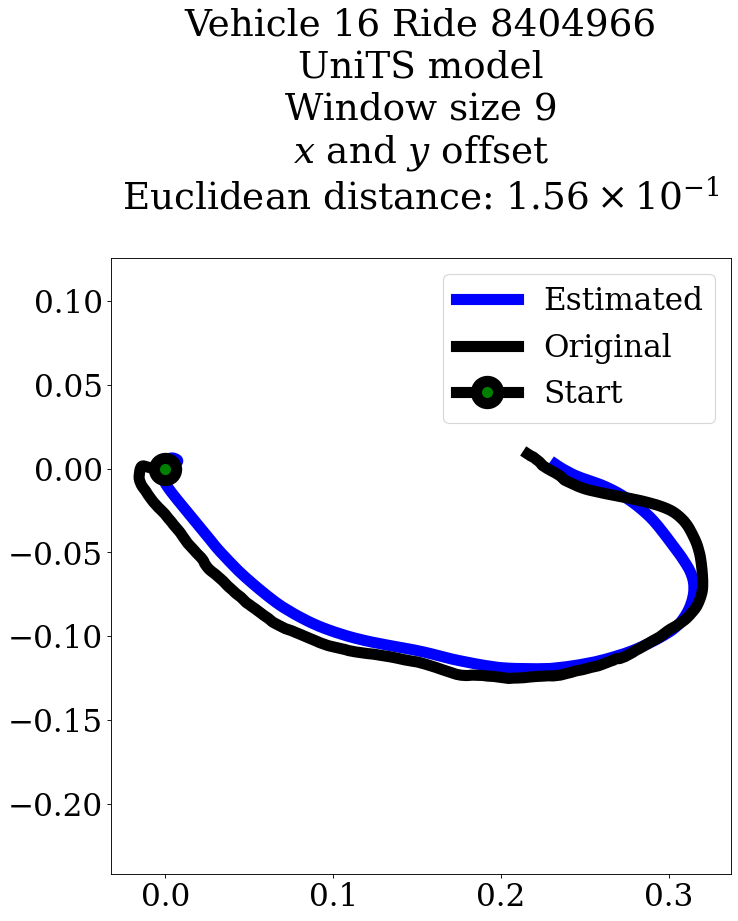 Vehicle 16 Ride 8404966
UniTS model
Window size 9
x and y offset
Euclidean distance: 1.56 × 10⁻¹
Estimated
Original
Start
0.10
0.05
0.00
−0.05
−0.10
−0.15
−0.20
0.0 0.1 0.2 0.3